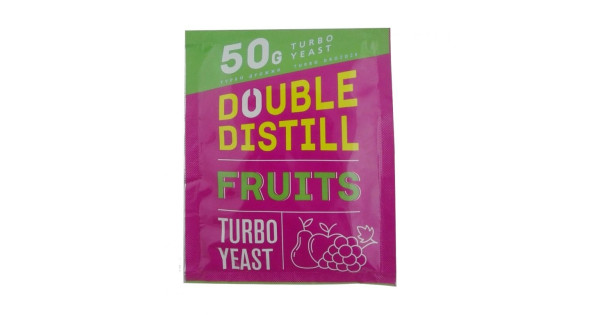 50G
TURBO
YEAST
DOUBLE
DISTILL
FRUITS
TURBO
YEAST